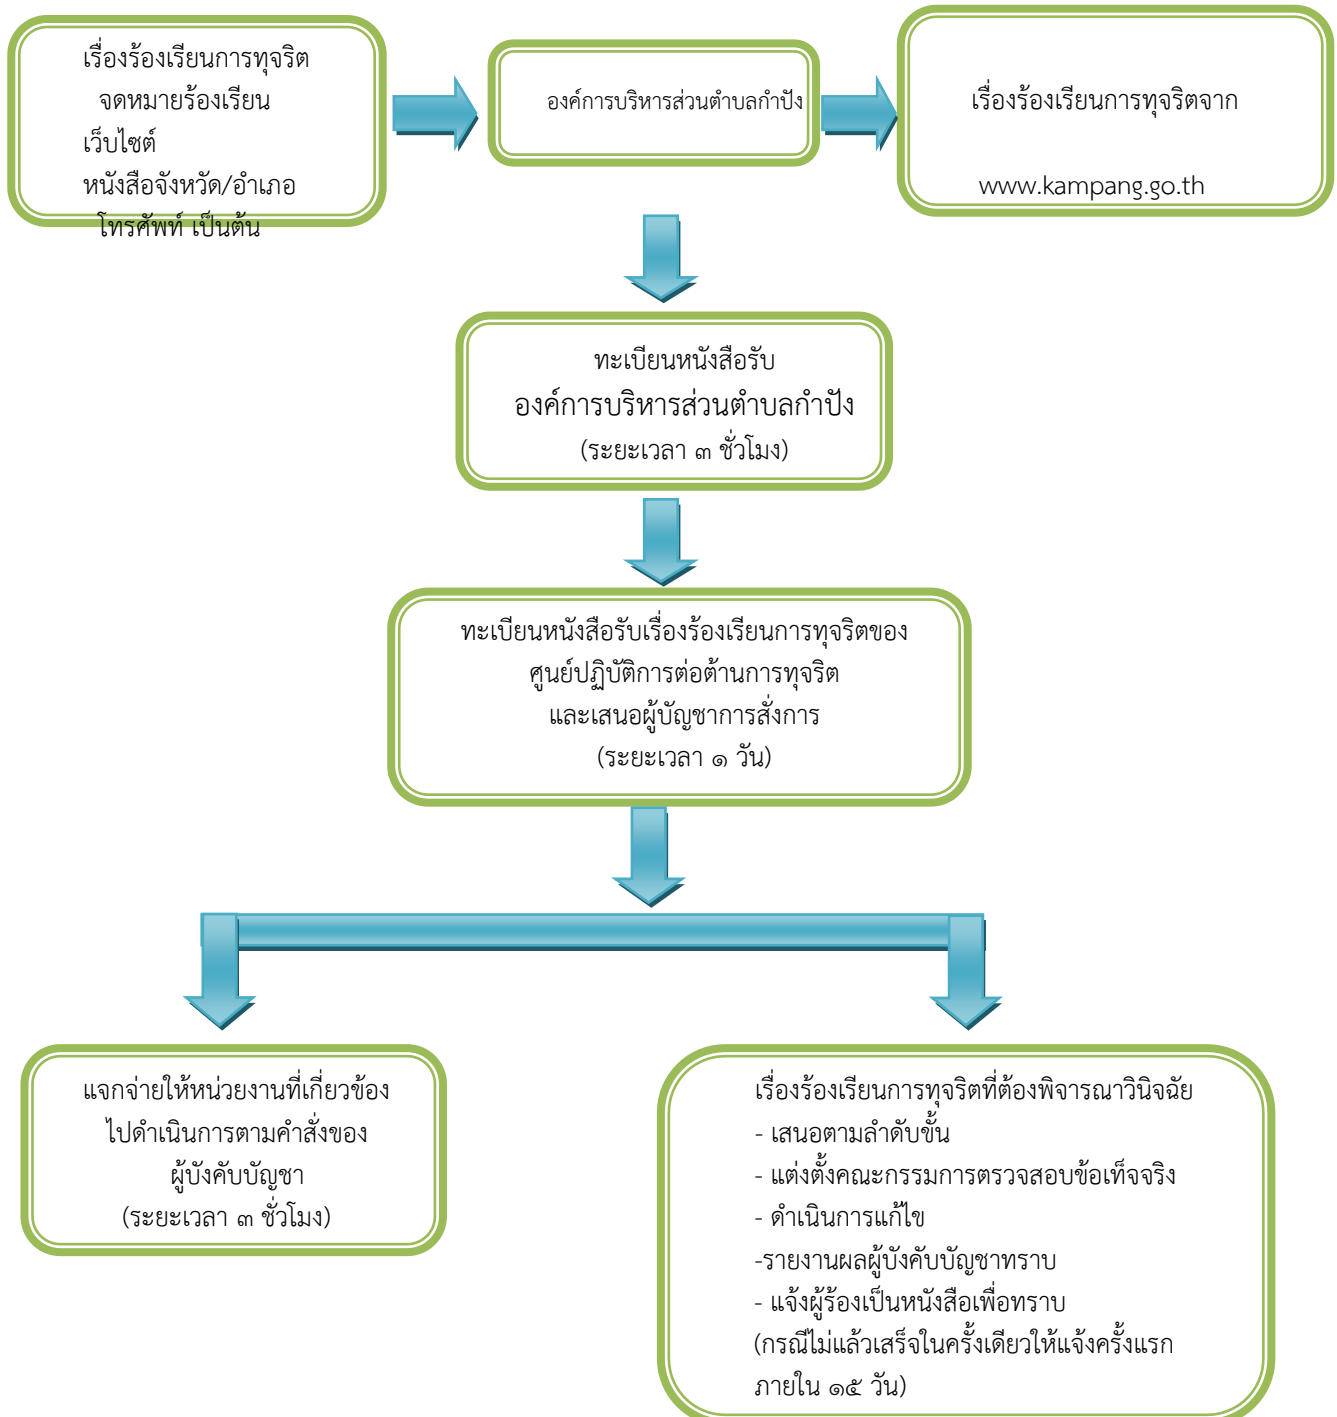 เรื่องร้องเรียนการทุจริต
จดหมายร้องเรียน
เว็บไซต์
หนังสือจังหวัด/อำเภอ
โทรศัพท์ เป็นต้น
องค์การบริหารส่วนตำบลกำปัง
เรื่องร้องเรียนการทุจริตจาก
www.kampang.go.th
ทะเบียนหนังสือรับ
องค์การบริหารส่วนตำบลกำปัง
(ระยะเวลา ๓ ชั่วโมง)
ทะเบียนหนังสือรับเรื่องร้องเรียนการทุจริตของ
ศูนย์ปฏิบัติการต่อต้านการทุจริต
และเสนอผู้บัญชาการสั่งการ
(ระยะเวลา ๑ วัน)
แจกจ่ายให้หน่วยงานที่เกี่ยวข้อง
ไปดำเนินการตามคำสั่งของ
ผู้บังคับบัญชา
(ระยะเวลา ๓ ชั่วโมง)
เรื่องร้องเรียนการทุจริตที่ต้องพิจารณาวินิจฉัย
- เสนอตามลำดับขั้น
- แต่งตั้งคณะกรรมการตรวจสอบข้อเท็จจริง
- ดำเนินการแก้ไข
-รายงานผลผู้บังคับบัญชาทราบ
- แจ้งผู้ร้องเป็นหนังสือเพื่อทราบ
(กรณีไม่แล้วเสร็จในครั้งเดียวให้แจ้งครั้งแรก
ภายใน ๑๕ วัน)